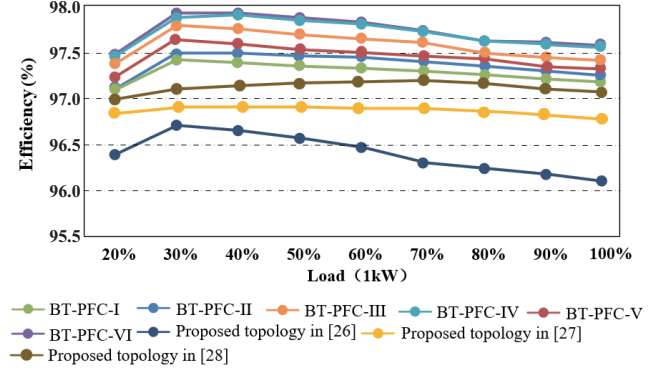 98.0
97.5
97.0
96.5
96.0
95.5
Efficiency (%)
20% 30% 40% 50% 60% 70% 80% 90% 100%
Load（1kW）
BT-PFC-I BT-PFC-II BT-PFC-III BT-PFC-IV BT-PFC-V
BT-PFC-VI Proposed topology in [26] Proposed topology in [27]
Proposed topology in [28]